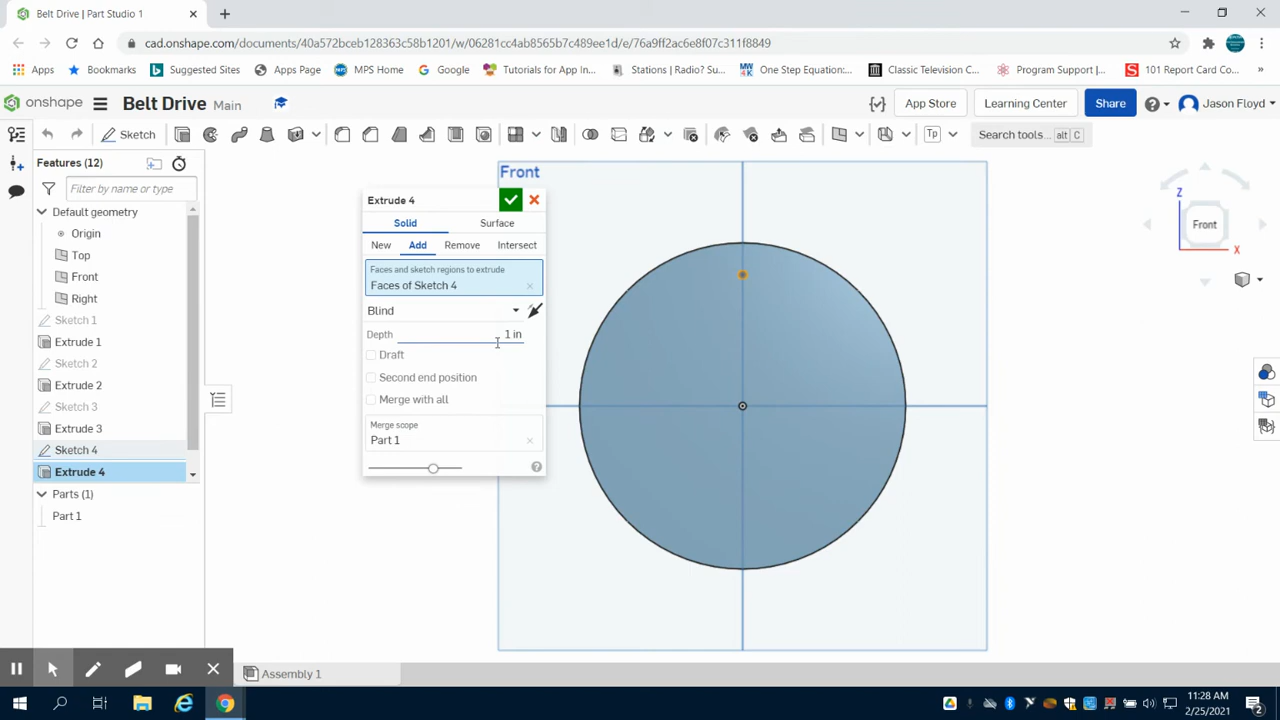 Belt Drive | Part Studio 1
cad.onshape.com/documents/40a572bceb128363c58b1201/w/06281cc4ab8565b7c489ee1d/e/76a9ff2ac6e8f07c311f8849
Apps Bookmarks Suggested Sites Apps Page MPS Home Google Tutorials for App In... Stations | Radio? Su... One Step Equation:... Classic Television C... Program Support |... 101 Report Card Co... »
onshape Belt Drive Main App Store Learning Center Share Jason Floyd
Sketch Tp Search tools... alt C
Features (12)
Filter by name or type
Default geometry
Origin
Top
Front
Right
Sketch 1
Extrude 1
Sketch 2
Extrude 2
Sketch 3
Extrude 3
Sketch 4
Extrude 4
Parts (1)
Part 1
Extrude 4
Solid Surface
New Add Remove Intersect
Faces and sketch regions to extrude
Faces of Sketch 4
Blind
Depth 1 in
Draft
Second end position
Merge with all
Merge scope
Part 1
Front
Z
Front
X
Assembly 1
11:28 AM
2/25/2021
2